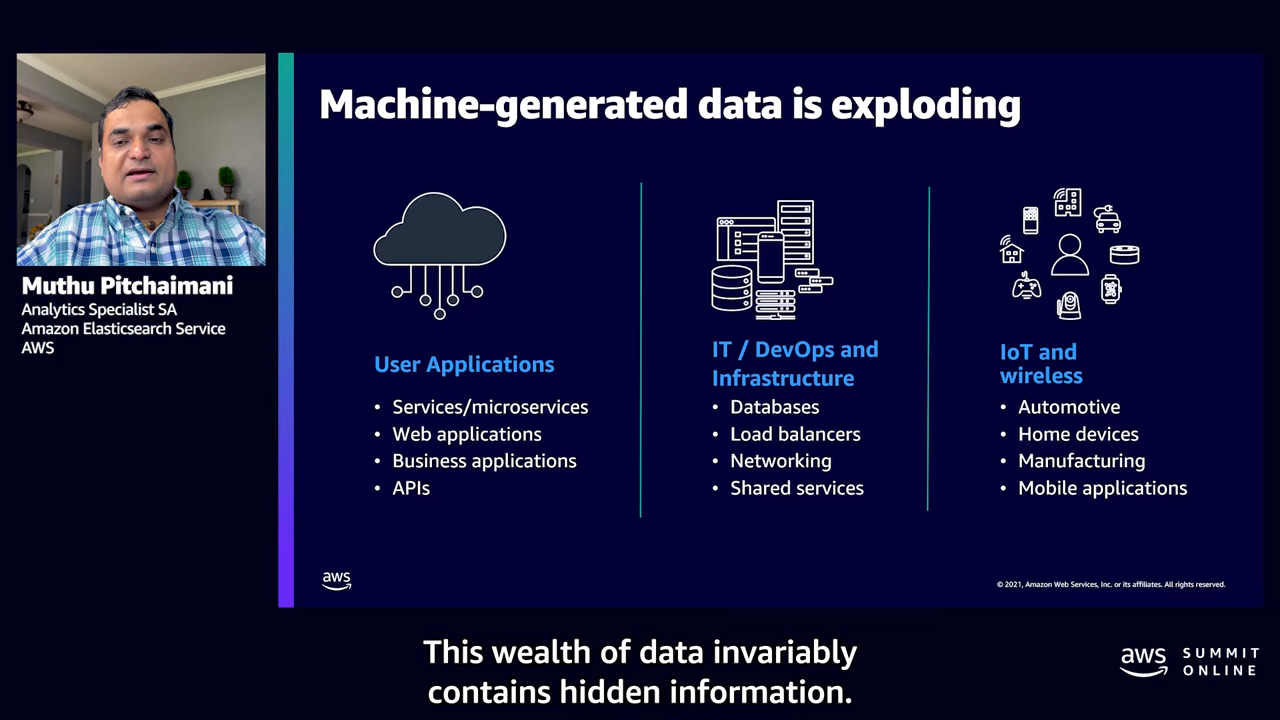 Machine-generated data is exploding
Muthu Pitchaimani
Analytics Specialist SA
Amazon Elasticsearch Service
AWS
User Applications
• Services/microservices
• Web applications
• Business applications
• APIs
IT / DevOps and
Infrastructure
• Databases
• Load balancers
• Networking
• Shared services
IoT and
wireless
• Automotive
• Home devices
• Manufacturing
• Mobile applications
aws
© 2021, Amazon Web Services, Inc. or its affiliates. All rights reserved.
This wealth of data invariably
contains hidden information.
aws SUMMIT
ONLINE